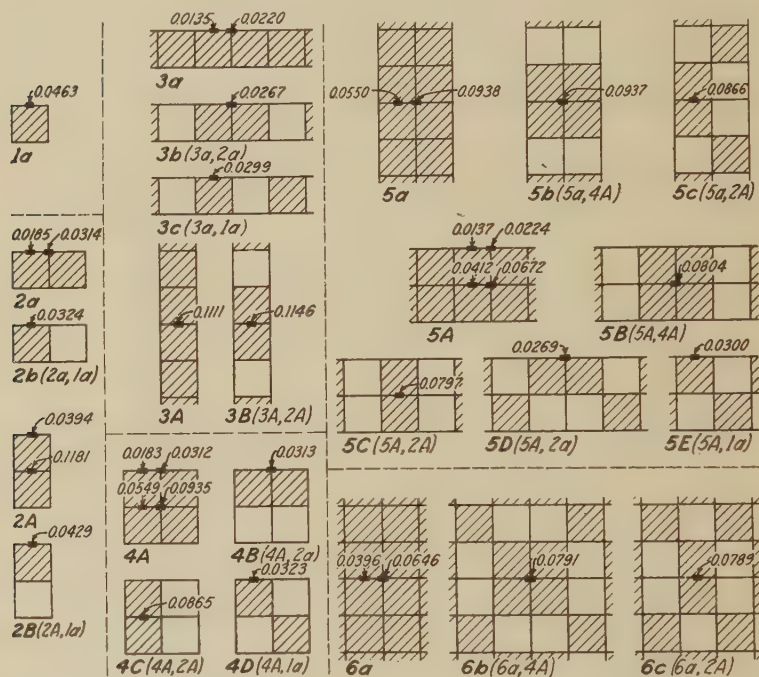 0.0463
1a
0.0185 0.0314
2a
0.0324
2b (2a,1a)
0.0394
0.1181
2A
0.0429
2B (2A,1a)
0.0135 0.0220
3a
0.0267
3b (3a,2a)
0.0299
3c (3a,1a)
0.1111
3A
0.1146
3B (3A,2A)
0.0183 0.0312
0.0549 0.0935
4A
0.0313
4B (4A,2a)
0.0865
4C (4A,2A)
0.0323
4D (4A,1a)
0.0550 0.0938
5a
0.0937
5b (5a,4A)
0.0866
5c (5a,2A)
0.0137 0.0224
0.0412 0.0672
5A
0.0804
5B (5A,4A)
0.0797
5C (5A,2A)
0.0269
5D (5A,2a)
0.0300
5E (5A,1a)
0.0396 0.0646
6a
0.0791
6b (6a,4A)
0.0789
6c (6a,2A)